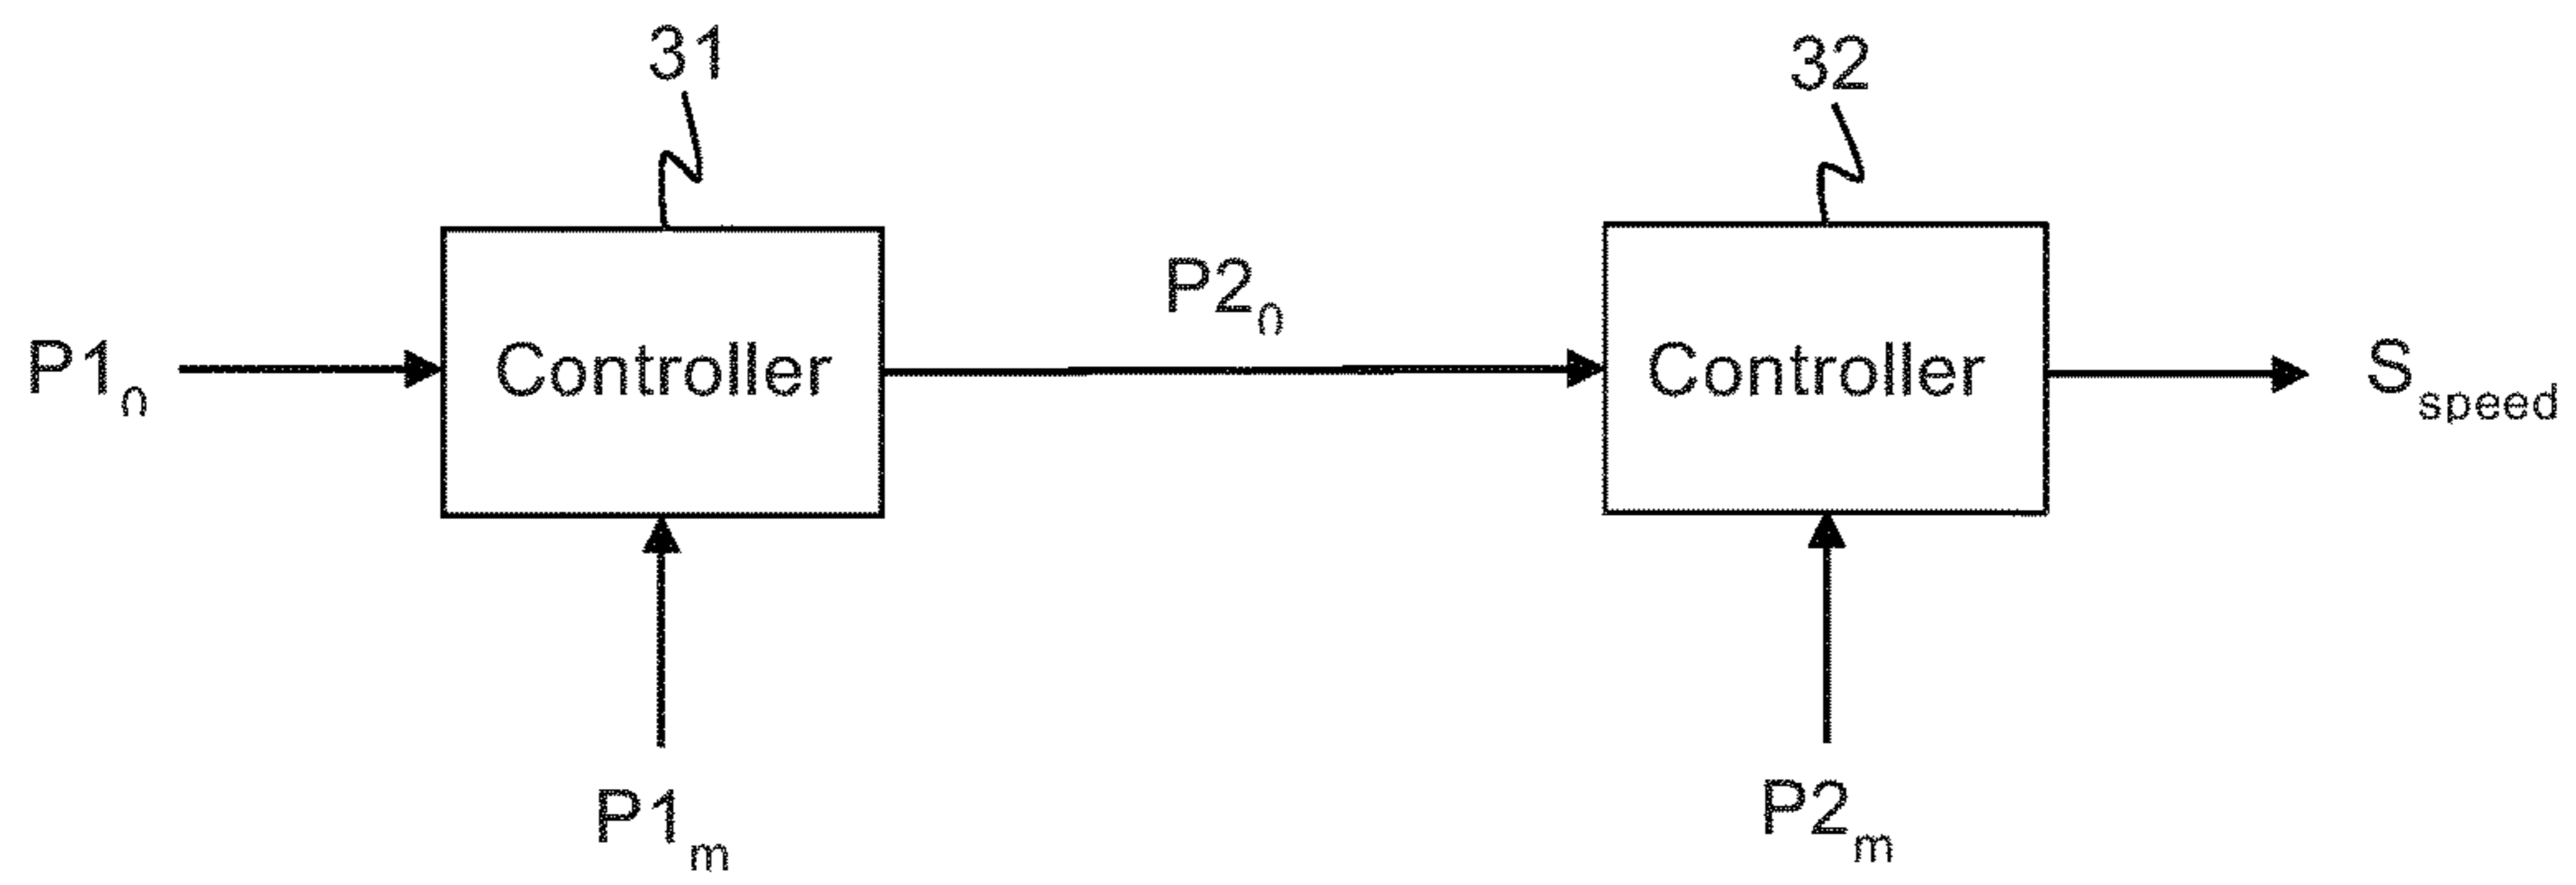 31
32
P2₀
P1₀
Controller
Controller
S_speed
P1_m
P2_m